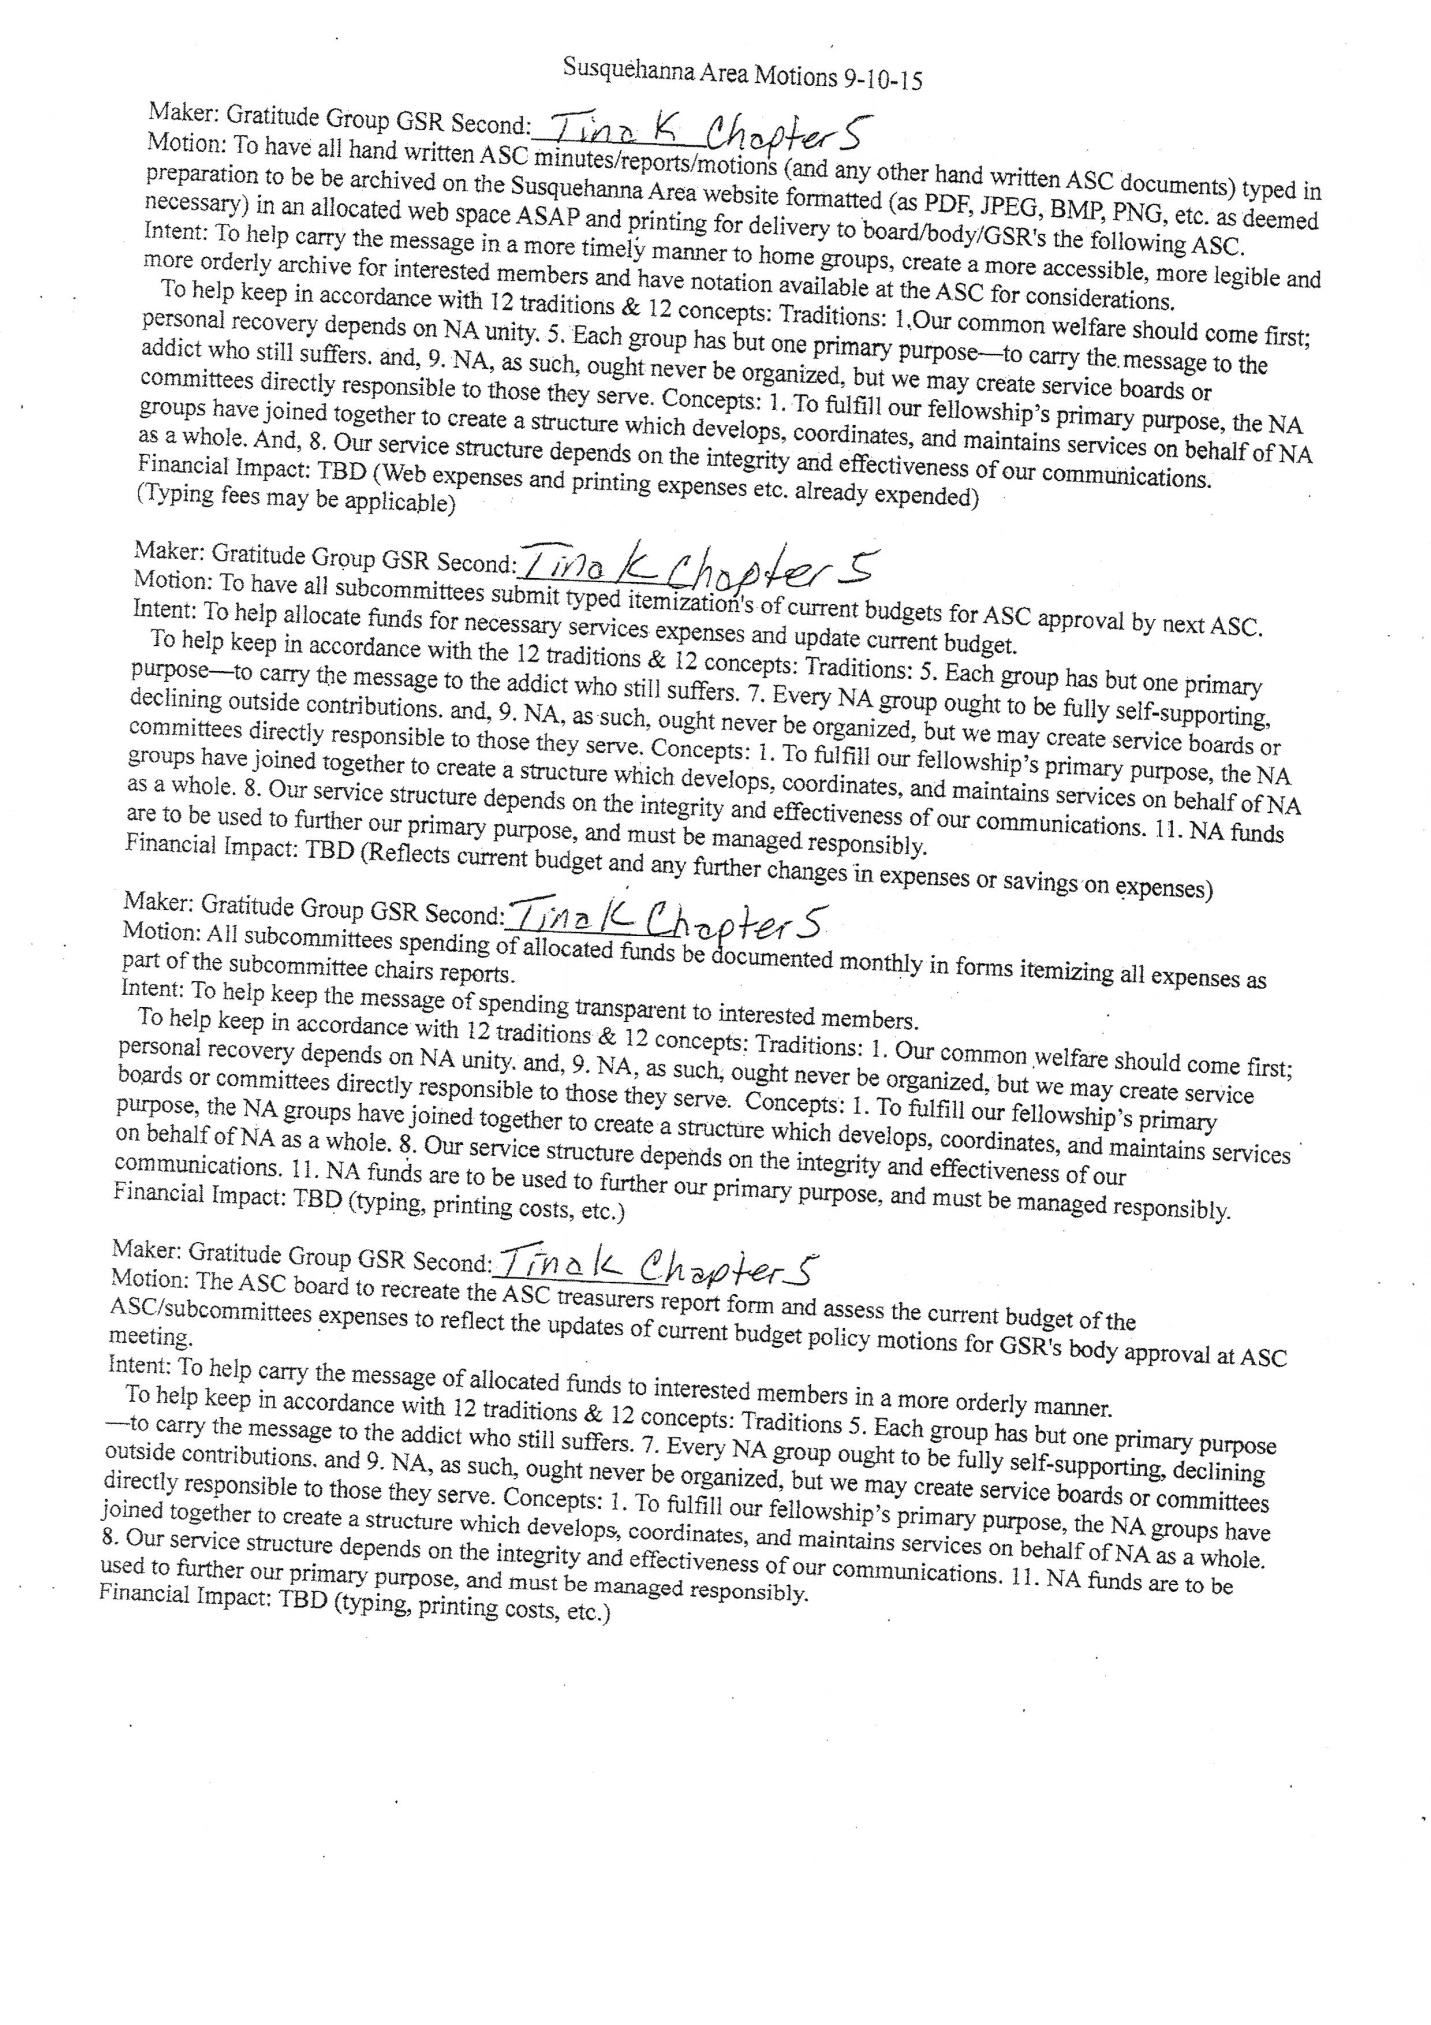 Susquehanna Area Motions 9-10-15
Maker: Gratitude Group GSR Second: Tina K Chapter 5
Motion: To have all hand written ASC minutes/reports/motions (and any other hand written ASC documents) typed in
preparation to be be archived on the Susquehanna Area website formatted (as PDF, JPEG, BMP, PNG, etc. as deemed
necessary) in an allocated web space ASAP and printing for delivery to board/body/GSR's the following ASC.
Intent: To help carry the message in a more timely manner to home groups, create a more accessible, more legible and
more orderly archive for interested members and have notation available at the ASC for considerations.
To help keep in accordance with 12 traditions & 12 concepts: Traditions: 1.Our common welfare should come first;
personal recovery depends on NA unity. 5. Each group has but one primary purpose—to carry the message to the
addict who still suffers. and, 9. NA, as such, ought never be organized, but we may create service boards or
committees directly responsible to those they serve. Concepts: 1. To fulfill our fellowship's primary purpose, the NA
groups have joined together to create a structure which develops, coordinates, and maintains services on behalf of NA
as a whole. And, 8. Our service structure depends on the integrity and effectiveness of our communications.
Financial Impact: TBD (Web expenses and printing expenses etc. already expended)
(Typing fees may be applicable)
Maker: Gratitude Group GSR Second: Tina K Chapter 5
Motion: To have all subcommittees submit typed itemization's of current budgets for ASC approval by next ASC.
Intent: To help allocate funds for necessary services expenses and update current budget.
To help keep in accordance with the 12 traditions & 12 concepts: Traditions: 5. Each group has but one primary
purpose—to carry the message to the addict who still suffers. 7. Every NA group ought to be fully self-supporting,
declining outside contributions. and, 9. NA, as such, ought never be organized, but we may create service boards or
committees directly responsible to those they serve. Concepts: 1. To fulfill our fellowship's primary purpose, the NA
groups have joined together to create a structure which develops, coordinates, and maintains services on behalf of NA
as a whole. 8. Our service structure depends on the integrity and effectiveness of our communications. 11. NA funds
are to be used to further our primary purpose, and must be managed responsibly.
Financial Impact: TBD (Reflects current budget and any further changes in expenses or savings on expenses)
Maker: Gratitude Group GSR Second: Tina K Chapter 5
Motion: All subcommittees spending of allocated funds be documented monthly in forms itemizing all expenses as
part of the subcommittee chairs reports.
Intent: To help keep the message of spending transparent to interested members.
To help keep in accordance with 12 traditions & 12 concepts: Traditions: 1. Our common welfare should come first;
personal recovery depends on NA unity. and, 9. NA, as such, ought never be organized, but we may create service
boards or committees directly responsible to those they serve. Concepts: 1. To fulfill our fellowship's primary
purpose, the NA groups have joined together to create a structure which develops, coordinates, and maintains services
on behalf of NA as a whole. 8. Our service structure depends on the integrity and effectiveness of our
communications. 11. NA funds are to be used to further our primary purpose, and must be managed responsibly.
Financial Impact: TBD (typing, printing costs, etc.)
Maker: Gratitude Group GSR Second: Tina K Chapter 5
Motion: The ASC board to recreate the ASC treasurers report form and assess the current budget of the
ASC/subcommittees expenses to reflect the updates of current budget policy motions for GSR's body approval at ASC
meeting.
Intent: To help carry the message of allocated funds to interested members in a more orderly manner.
To help keep in accordance with 12 traditions & 12 concepts: Traditions 5. Each group has but one primary purpose
—to carry the message to the addict who still suffers. 7. Every NA group ought to be fully self-supporting, declining
outside contributions. and 9. NA, as such, ought never be organized, but we may create service boards or committees
directly responsible to those they serve. Concepts: 1. To fulfill our fellowship's primary purpose, the NA groups have
joined together to create a structure which develops, coordinates, and maintains services on behalf of NA as a whole.
8. Our service structure depends on the integrity and effectiveness of our communications. 11. NA funds are to be
used to further our primary purpose, and must be managed responsibly.
Financial Impact: TBD (typing, printing costs, etc.)